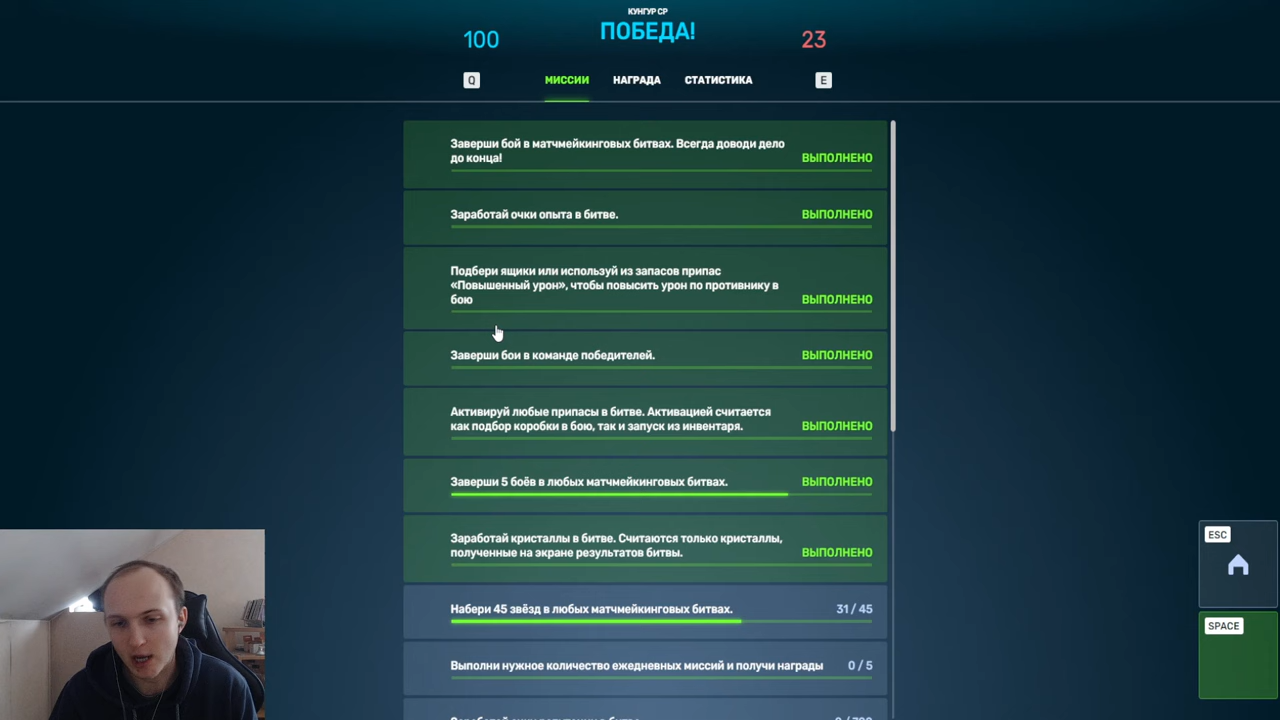 КУНГУР CP
100
ПОБЕДА!
23
Q
МИССИИ
НАГРАДА
СТАТИСТИКА
E
Заверши бой в матчмейкинговых битвах. Всегда доводи дело
до конца!
ВЫПОЛНЕНО
Заработай очки опыта в битве.
ВЫПОЛНЕНО
Подбери ящики или используй из запасов припас
«Повышенный урон», чтобы повысить урон по противнику в
бою
ВЫПОЛНЕНО
Заверши бои в команде победителей.
ВЫПОЛНЕНО
Активируй любые припасы в битве. Активацией считается
как подбор коробки в бою, так и запуск из инвентаря.
ВЫПОЛНЕНО
Заверши 5 боёв в любых матчмейкинговых битвах.
ВЫПОЛНЕНО
Заработай кристаллы в битве. Считаются только кристаллы,
полученные на экране результатов битвы.
ВЫПОЛНЕНО
Набери 45 звёзд в любых матчмейкинговых битвах.
31 / 45
Выполни нужное количество ежедневных миссий и получи награды
0 / 5
ESC
SPACE